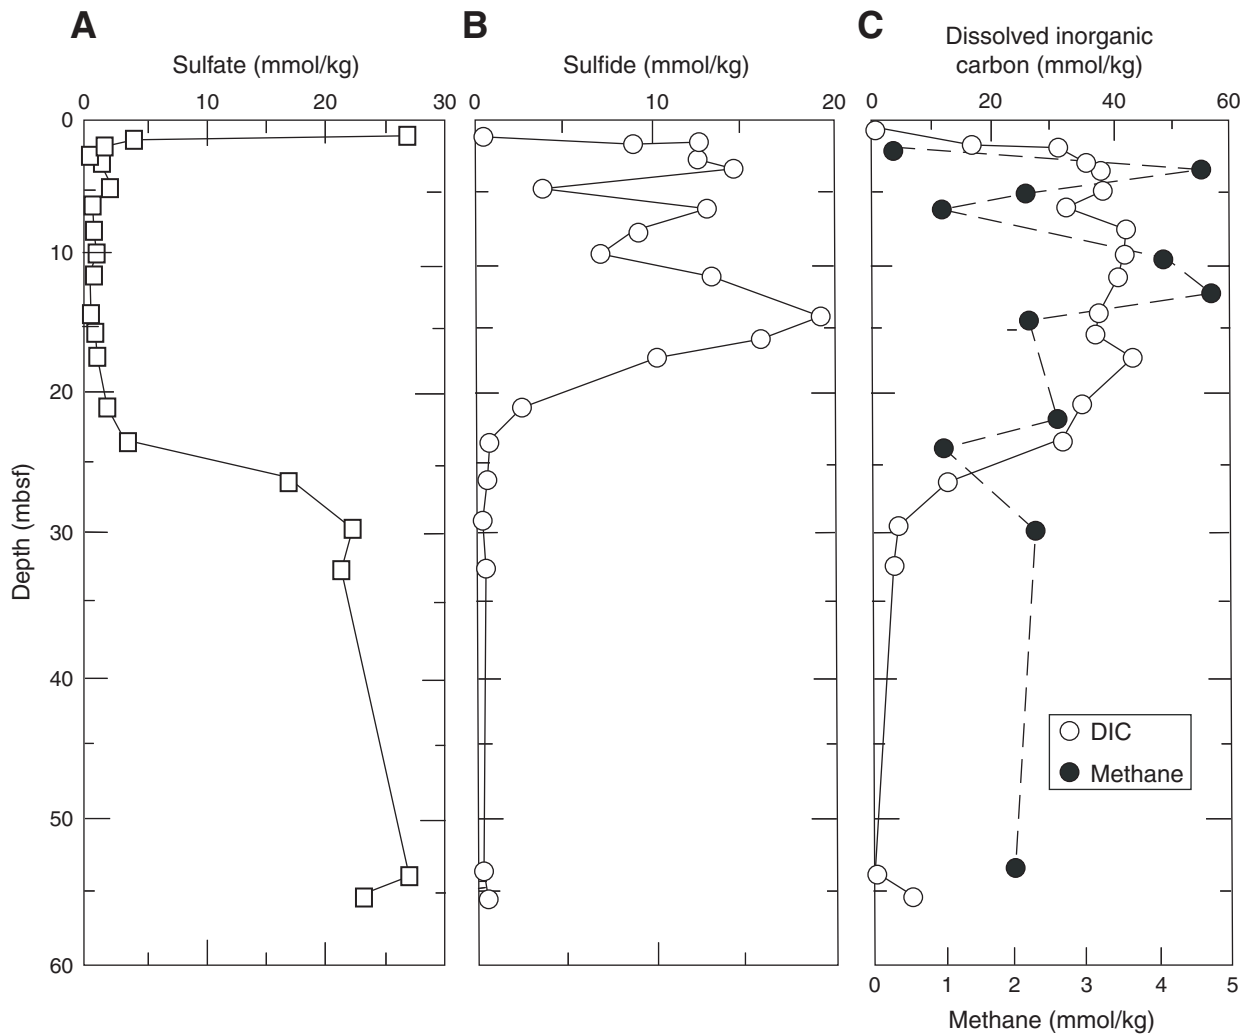 A
B
C
Sulfate (mmol/kg)
Sulfide (mmol/kg)
Dissolved inorganic
carbon (mmol/kg)
0 10 20 30
0 10 20
0 20 40 60
0
10
20
30
40
50
60
Depth (mbsf)
DIC
Methane
0 1 2 3 4 5
Methane (mmol/kg)